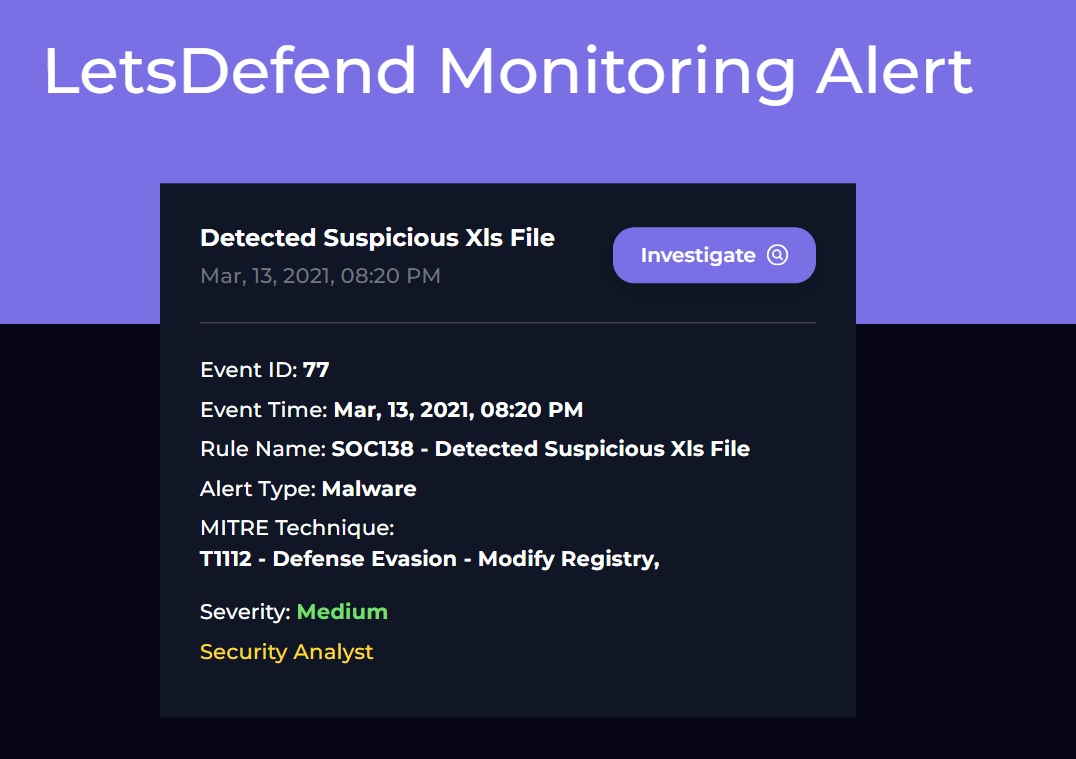 LetsDefend Monitoring Alert
Detected Suspicious Xls File
Mar, 13, 2021, 08:20 PM
Investigate
Event ID: 77
Event Time: Mar, 13, 2021, 08:20 PM
Rule Name: SOC138 - Detected Suspicious Xls File
Alert Type: Malware
MITRE Technique:
T1112 - Defense Evasion - Modify Registry,
Severity: Medium
Security Analyst